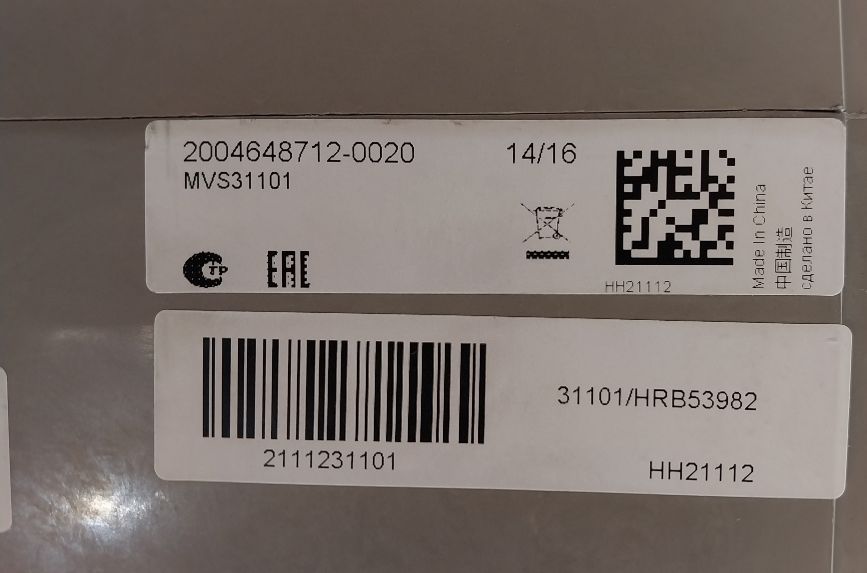 2004648712-0020
14/16
MVS31101
TP
EAC
HH21112
Made In China
中国制造
сделано в Китае
2111231101
31101/HRB53982
HH21112